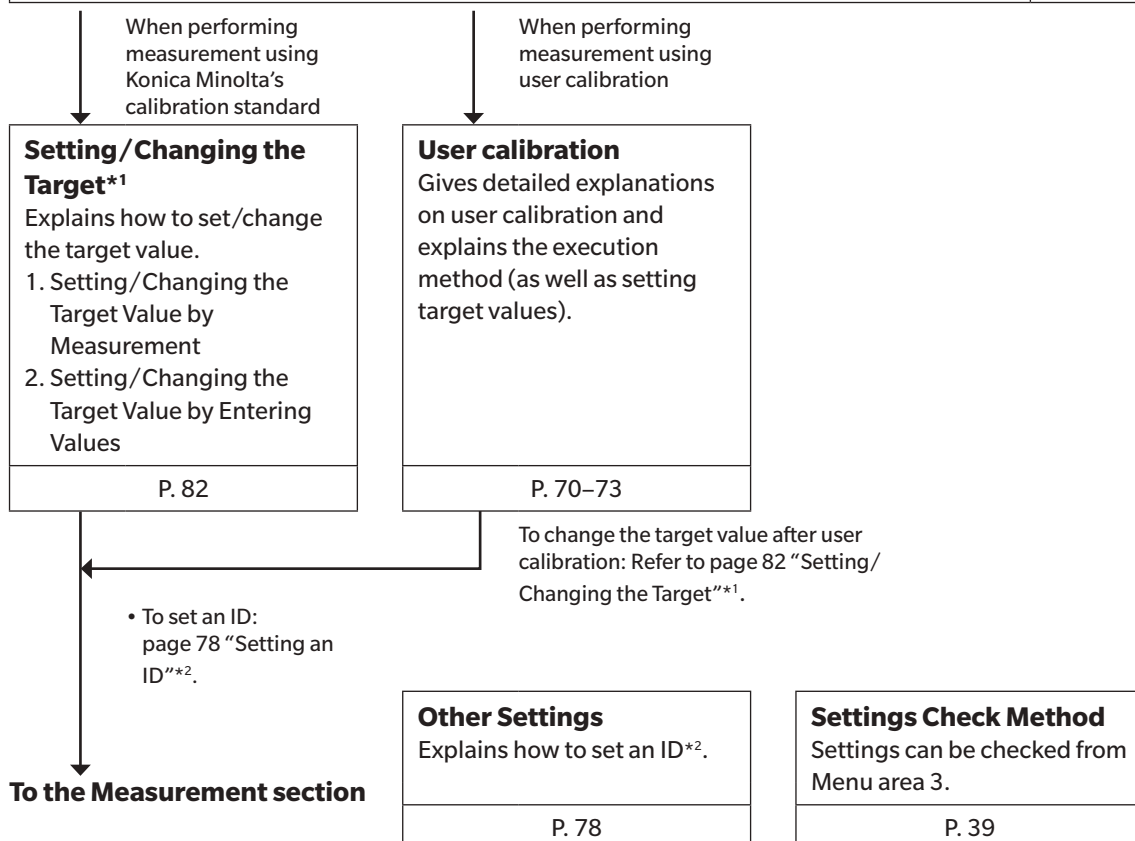 When performing
measurement using
Konica Minolta’s
calibration standard
When performing
measurement using
user calibration
Setting/Changing the
Target*1
Explains how to set/change
the target value.
1. Setting/Changing the
Target Value by
Measurement
2. Setting/Changing the
Target Value by Entering
Values
P. 82
User calibration
Gives detailed explanations
on user calibration and
explains the execution
method (as well as setting
target values).
P. 70–73
To change the target value after user
calibration: Refer to page 82 “Setting/
Changing the Target”*1.
• To set an ID:
page 78 “Setting an
ID”*2.
To the Measurement section
Other Settings
Explains how to set an ID*2.
P. 78
Settings Check Method
Settings can be checked from
Menu area 3.
P. 39